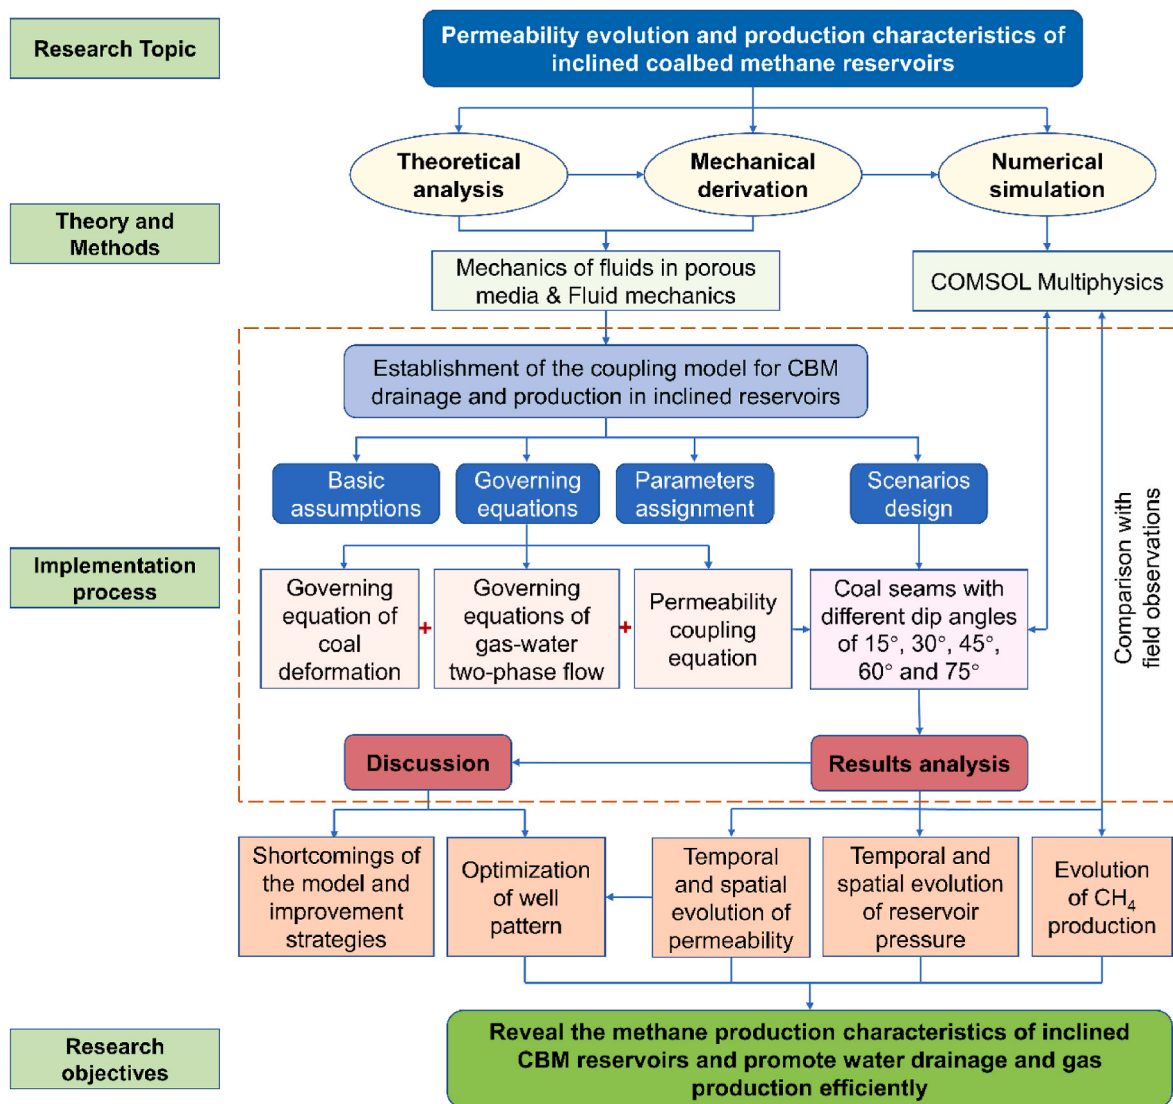 Research Topic
Permeability evolution and production characteristics of
inclined coalbed methane reservoirs
Theoretical
analysis
Mechanical
derivation
Numerical
simulation
Theory and
Methods
Mechanics of fluids in porous
media & Fluid mechanics
COMSOL Multiphysics
Establishment of the coupling model for CBM
drainage and production in inclined reservoirs
Basic
assumptions
Governing
equations
Parameters
assignment
Scenarios
design
Implementation
process
Governing
equation of
coal
deformation
+
Governing
equations of
gas-water
two-phase flow
+
Permeability
coupling
equation
Coal seams with
different dip angles
of 15°, 30°, 45°,
60° and 75°
Comparison with
field observations
Discussion
Results analysis
Shortcomings of
the model and
improvement
strategies
Optimization
of well
pattern
Temporal
and spatial
evolution of
permeability
Temporal and
spatial evolution
of reservoir
pressure
Evolution
of CH₄
production
Research
objectives
Reveal the methane production characteristics of inclined
CBM reservoirs and promote water drainage and gas
production efficiently